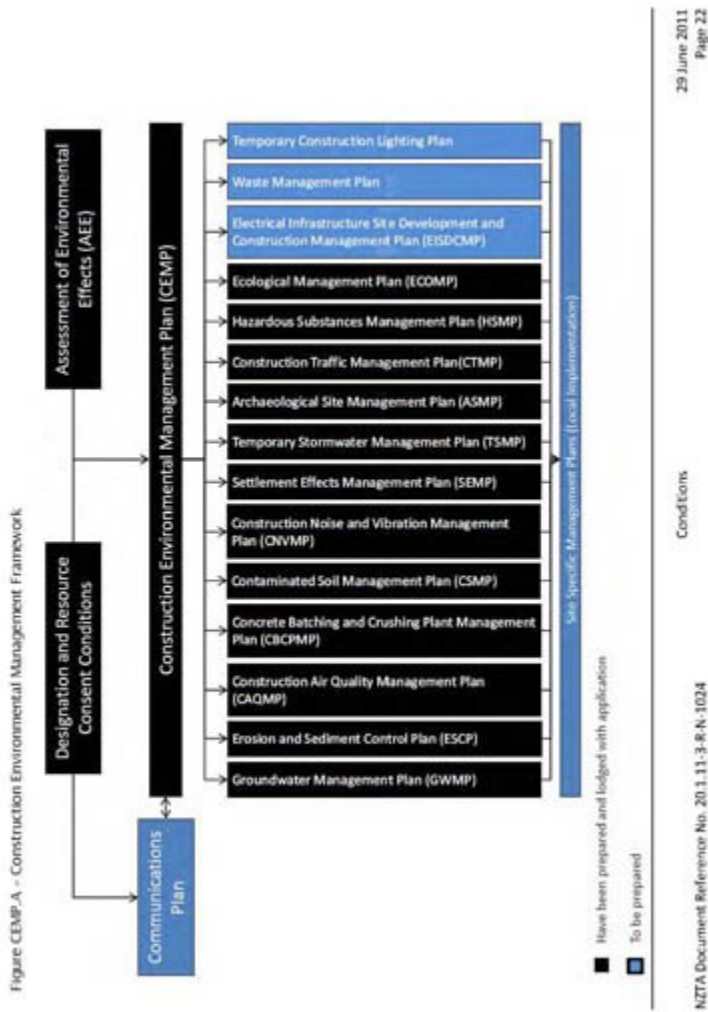 Figure CEMP.A – Construction Environmental Management Framework
Designation and Resource
Consent Conditions
Assessment of Environmental
Effects (AEE)
Communications
Plan
Construction Environmental Management Plan (CEMP)
Groundwater Management Plan (GWMP)
Erosion and Sediment Control Plan (ESCP)
Construction Air Quality Management Plan
(CAQMP)
Concrete Batching and Crushing Plant Management
Plan (CBCPMP)
Contaminated Soil Management Plan (CSMP)
Construction Noise and Vibration Management
Plan (CNVMP)
Settlement Effects Management Plan (SEMP)
Temporary Stormwater Management Plan (TSMP)
Archaeological Site Management Plan (ASMP)
Construction Traffic Management Plan(CTMP)
Hazardous Substances Management Plan (HSMP)
Ecological Management Plan (ECOMP)
Electrical Infrastructure Site Development and
Construction Management Plan (EISDCMP)
Waste Management Plan
Temporary Construction Lighting Plan
Site Specific Management Plans (Local Implementation)
Have been prepared and lodged with application
To be prepared
NZTA Document Reference No. 20.1.11-3-R-N-1024
Conditions
29 June 2011
Page 22